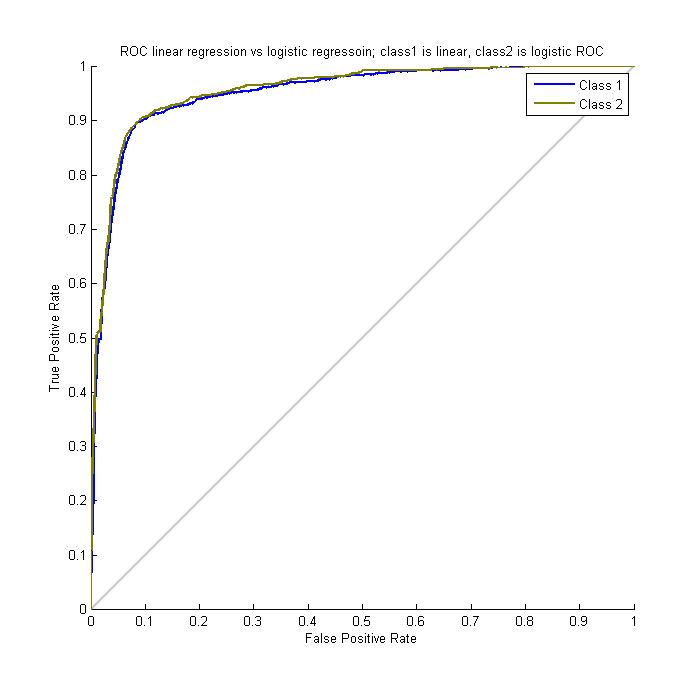 ROC linear regression vs logistic regressoin; class1 is linear, class2 is logistic ROC
1
Class 1
Class 2
0.9
0.8
0.7
0.6
0.5
0.4
0.3
0.2
0.1
0
True Positive Rate
0 0.1 0.2 0.3 0.4 0.5 0.6 0.7 0.8 0.9 1
False Positive Rate